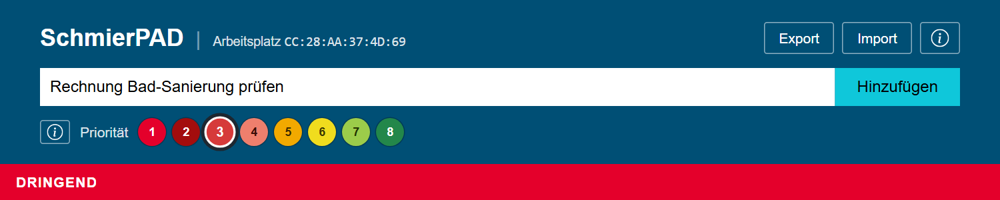 SchmierPAD | Arbeitsplatz CC:28:AA:37:4D:69 Export Import i
Rechnung Bad-Sanierung prüfen Hinzufügen
i Priorität 1 2 3 4 5 6 7 8
DRINGEND